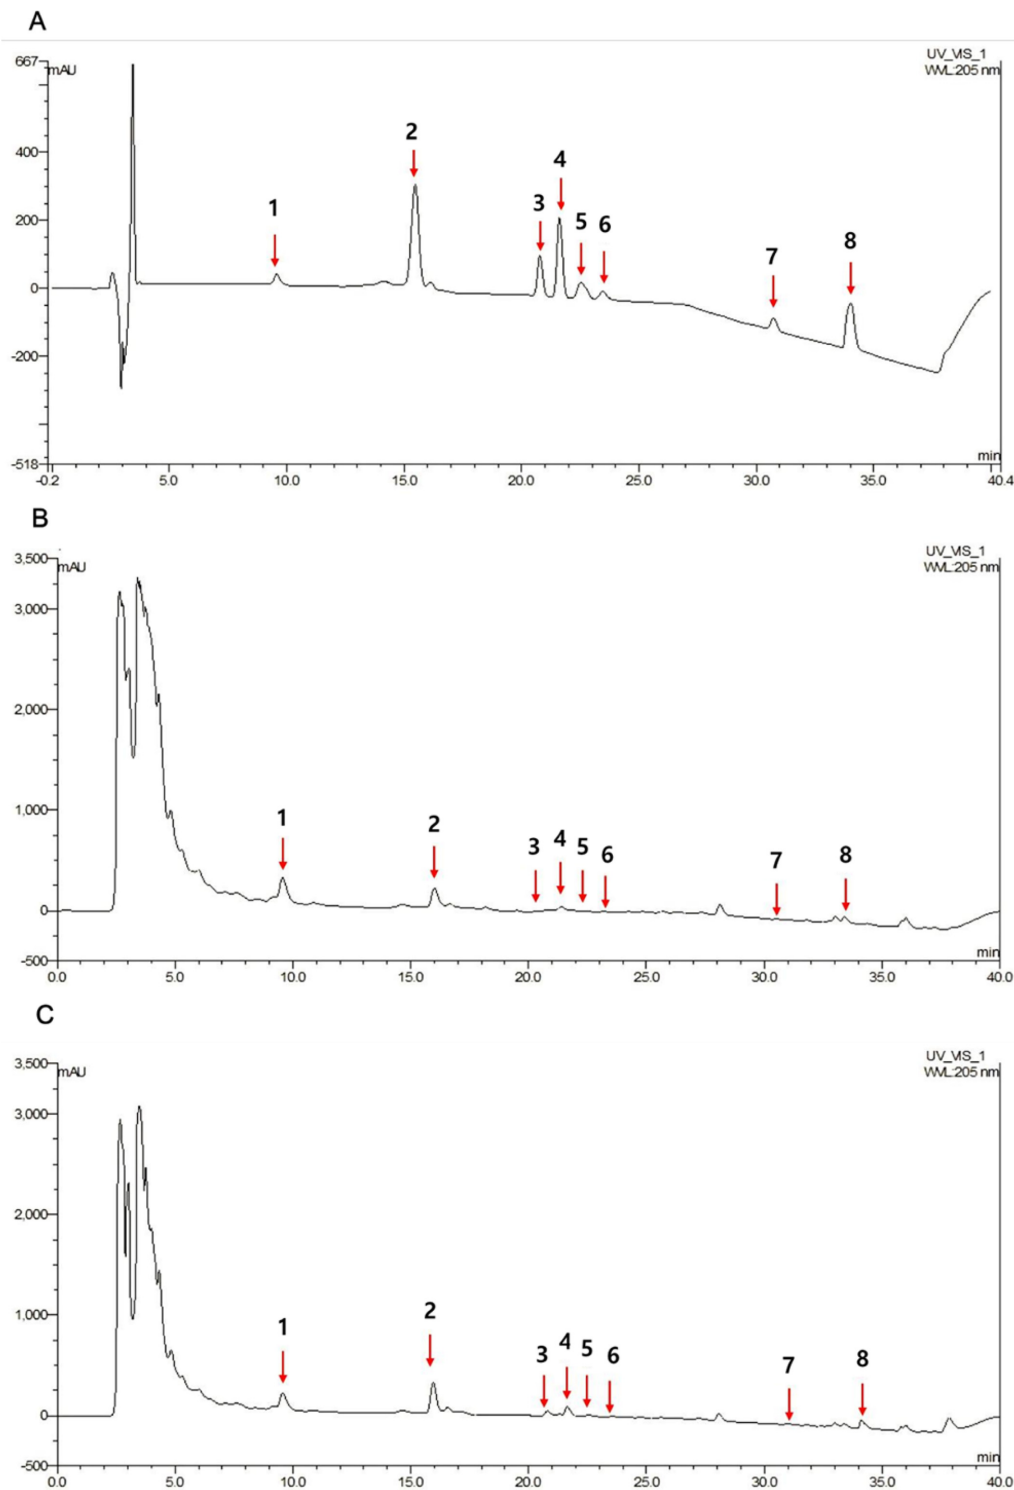 A
UV_VIS_1
667 mAU WVL:205 nm
2
400
4
1 3 5 6
200 7 8
0
-200
-518 min
-0.2 5.0 10.0 15.0 20.0 25.0 30.0 35.0 40.4
B
UV_VIS_1
3,500 mAU WVL:205 nm
3,000
2,000
1,000
1 2 3 4 5 6 7 8
0
-500 min
0.0 5.0 10.0 15.0 20.0 25.0 30.0 35.0 40.0
C
UV_VIS_1
3,500 mAU WVL:205 nm
3,000
2,000
1,000
1 2 3 4 5 6 7 8
0
-500 min
0.0 5.0 10.0 15.0 20.0 25.0 30.0 35.0 40.0